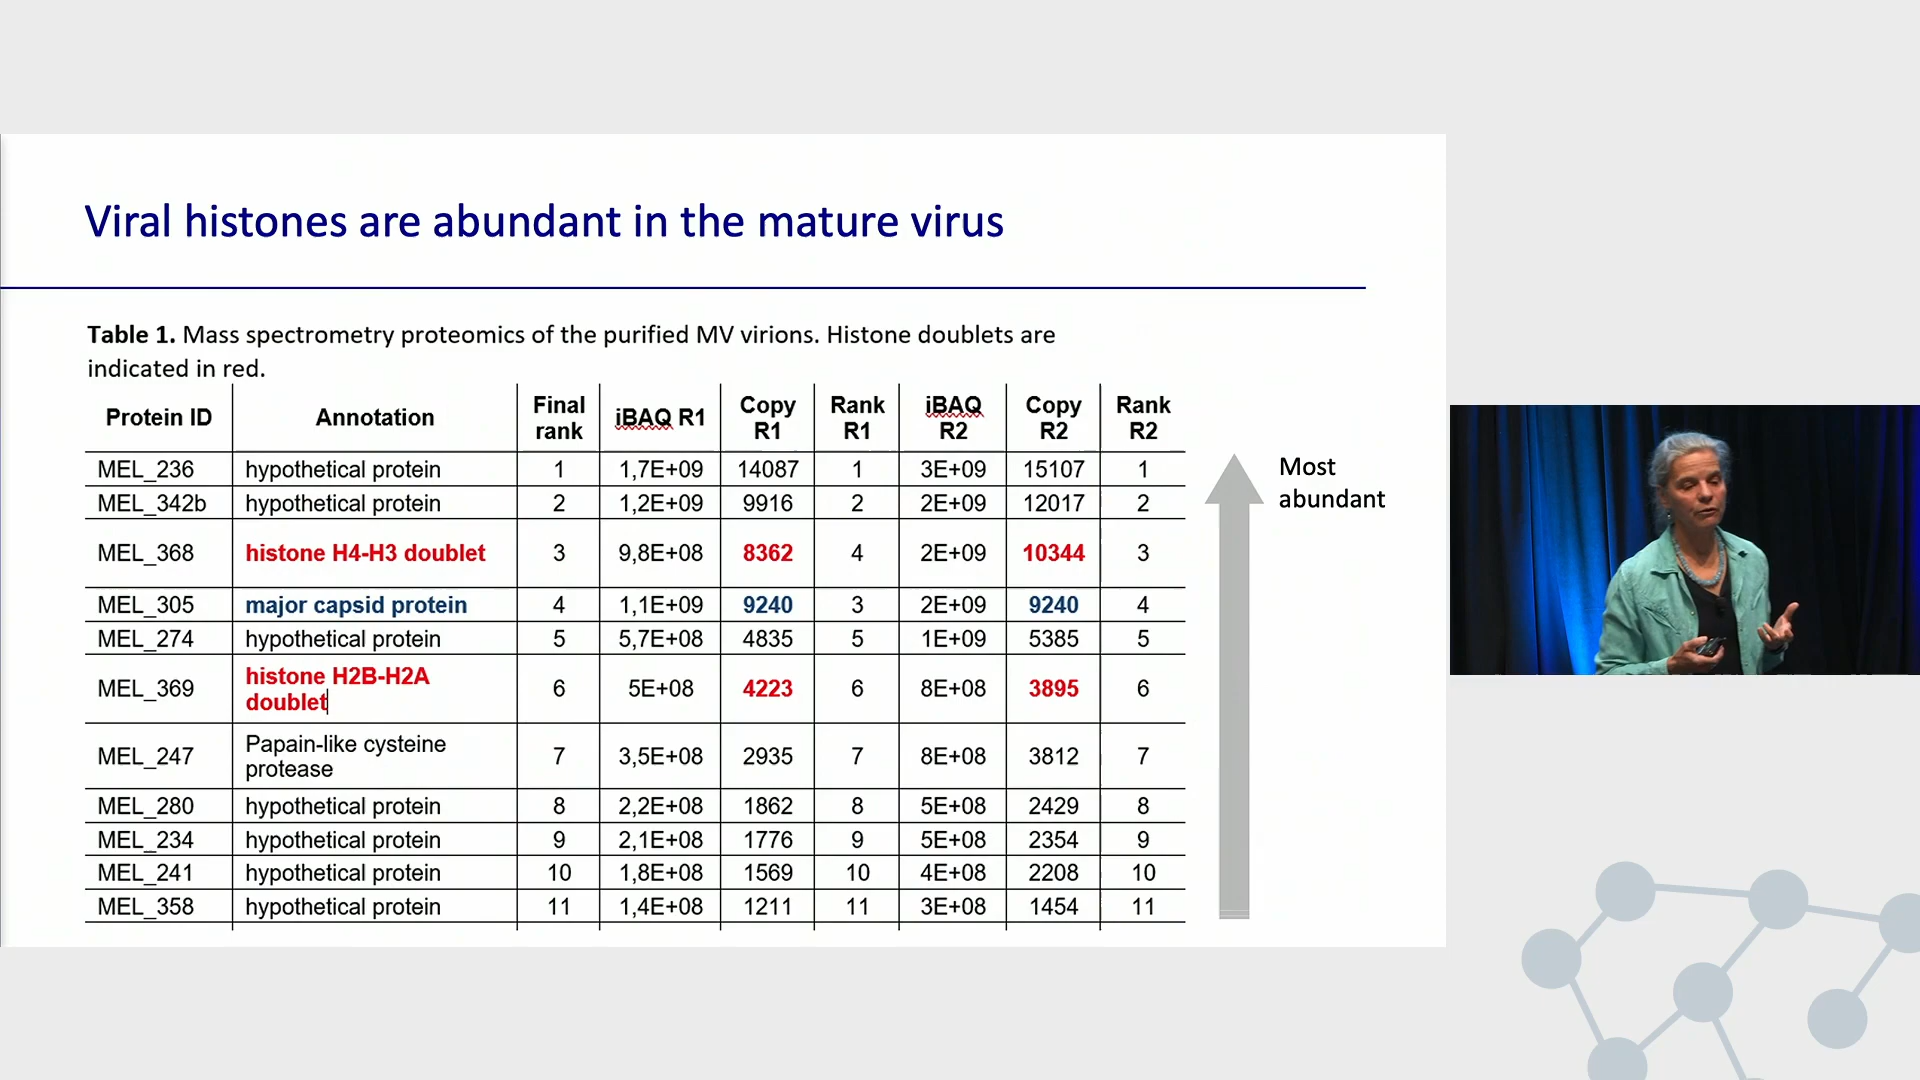 Viral histones are abundant in the mature virus
Table 1. Mass spectrometry proteomics of the purified MV virions. Histone doublets are
indicated in red.
Protein ID Annotation Final rank iBAQ R1 Copy R1 Rank R1 iBAQ R2 Copy R2 Rank R2
MEL_236 hypothetical protein 1 1,7E+09 14087 1 3E+09 15107 1
MEL_342b hypothetical protein 2 1,2E+09 9916 2 2E+09 12017 2
MEL_368 histone H4-H3 doublet 3 9,8E+08 8362 4 2E+09 10344 3
MEL_305 major capsid protein 4 1,1E+09 9240 3 2E+09 9240 4
MEL_274 hypothetical protein 5 5,7E+08 4835 5 1E+09 5385 5
MEL_369 histone H2B-H2A doublet 6 5E+08 4223 6 8E+08 3895 6
MEL_247 Papain-like cysteine protease 7 3,5E+08 2935 7 8E+08 3812 7
MEL_280 hypothetical protein 8 2,2E+08 1862 8 5E+08 2429 8
MEL_234 hypothetical protein 9 2,1E+08 1776 9 5E+08 2354 9
MEL_241 hypothetical protein 10 1,8E+08 1569 10 4E+08 2208 10
MEL_358 hypothetical protein 11 1,4E+08 1211 11 3E+08 1454 11
Most
abundant